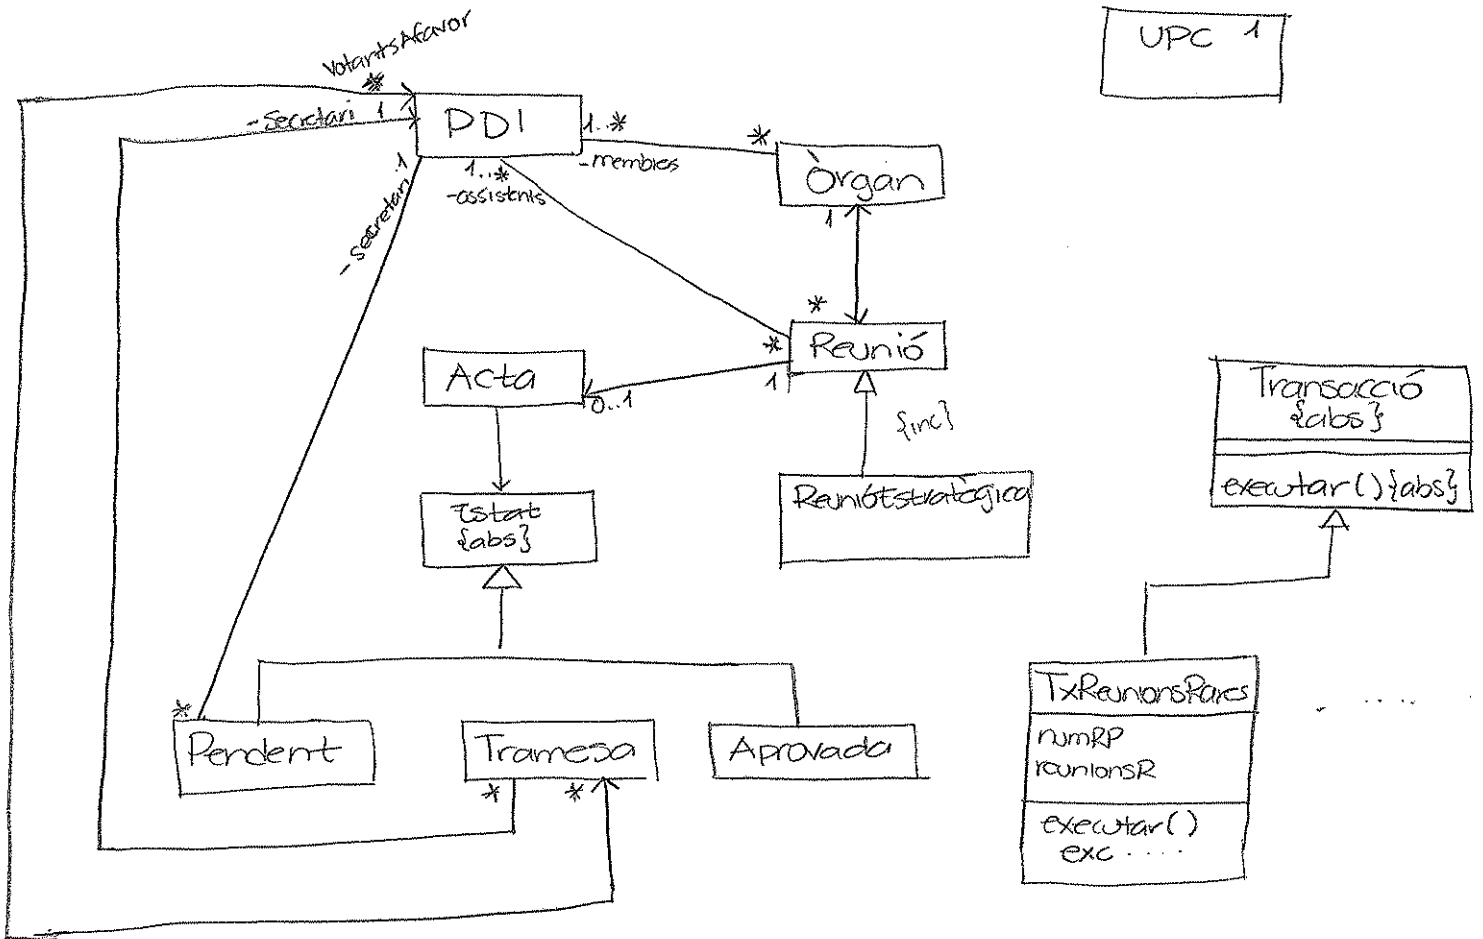 VotantsAfavor
*
UPC 1
-Secretari 1
PDI
1..*
-membres
*
Òrgan
1
-secretari
1
1..*
-assistents
*
Reunió
*
1
Acta
0..1
{inc}
Transacció
{abs}
executar() {abs}
ReunióEstratègica
Estat
{abs}
TxReunionsRares
. ....
numRP
reunionsR
executar()
exc ....
*
Pendent
Tramesa
Aprovada
*
*